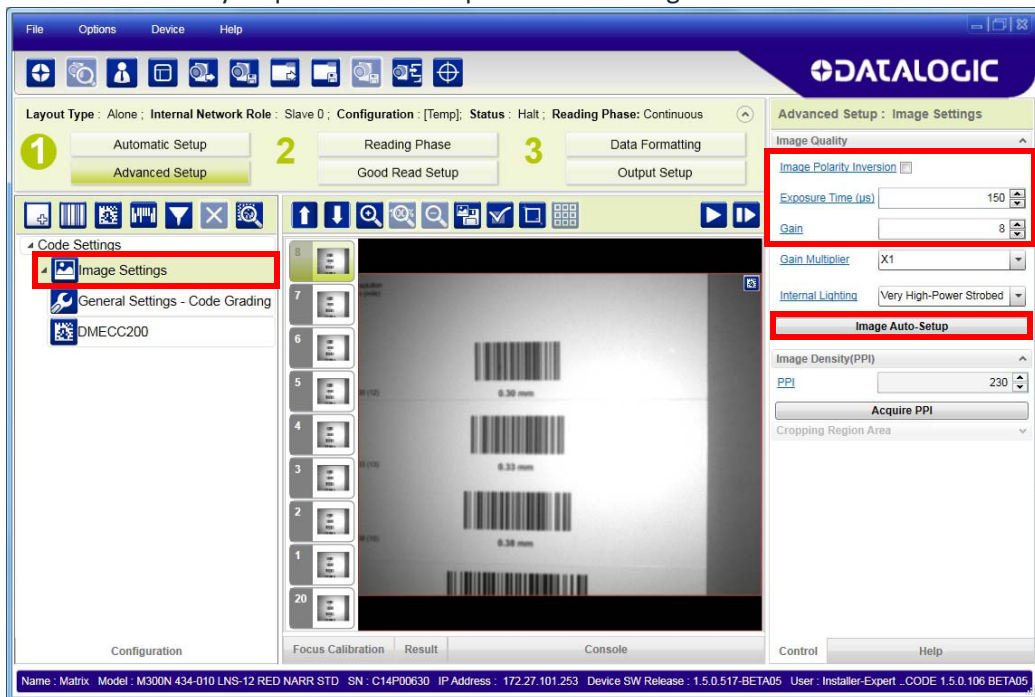 File Options Device Help
DATALOGIC
Layout Type : Alone ; Internal Network Role : Slave 0 ; Configuration : [Temp]; Status : Halt ; Reading Phase: Continuous
1 Automatic Setup 2 Reading Phase 3 Data Formatting
Advanced Setup Good Read Setup Output Setup
Code Settings
Image Settings
General Settings - Code Grading
DMECC200
Configuration
8
7
6
5
4
3
2
1
20
0.30 mm
0.33 mm
0.38 mm
Focus Calibration Result Console
Advanced Setup : Image Settings
Image Quality
Image Polarity Inversion
Exposure Time (µs) 150
Gain 8
Gain Multiplier X1
Internal Lighting Very High-Power Strobed
Image Auto-Setup
Image Density(PPI)
PPI 230
Acquire PPI
Cropping Region Area
Control Help
Name : Matrix Model : M300N 434-010 LNS-12 RED NARR STD SN : C14P00630 IP Address : 172.27.101.253 Device SW Release : 1.5.0.517-BETA05 User : Installer-Expert _CODE 1.5.0.106 BETA05